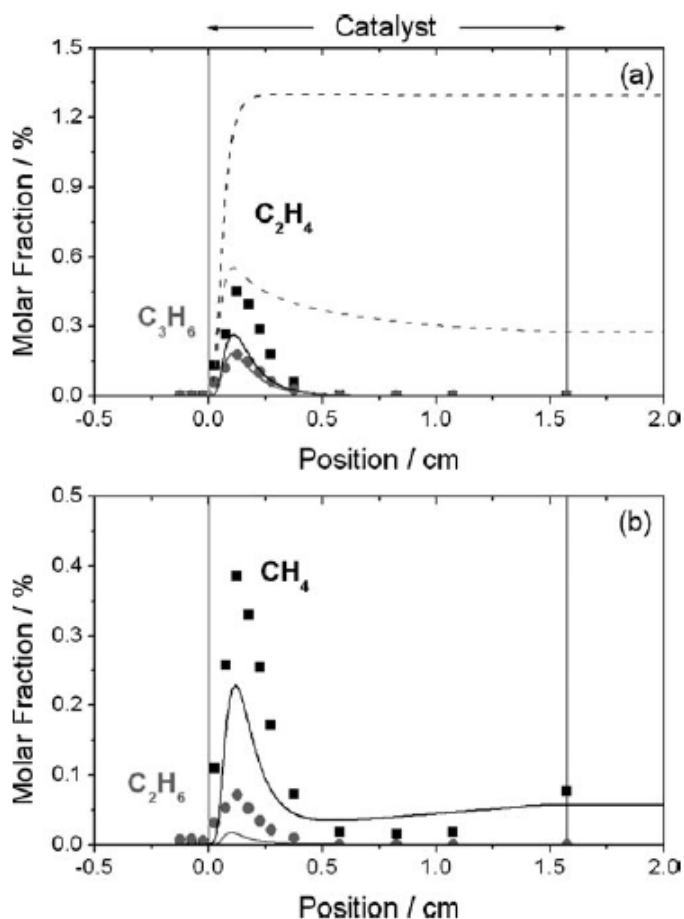 Catalyst
(a)
1.5
1.2
0.9
0.6
0.3
0.0
C₂H₄
C₃H₆
Molar Fraction / %
-0.5 0.0 0.5 1.0 1.5 2.0
Position / cm
(b)
0.5
0.4
0.3
0.2
0.1
0.0
CH₄
C₂H₆
Molar Fraction / %
-0.5 0.0 0.5 1.0 1.5 2.0
Position / cm